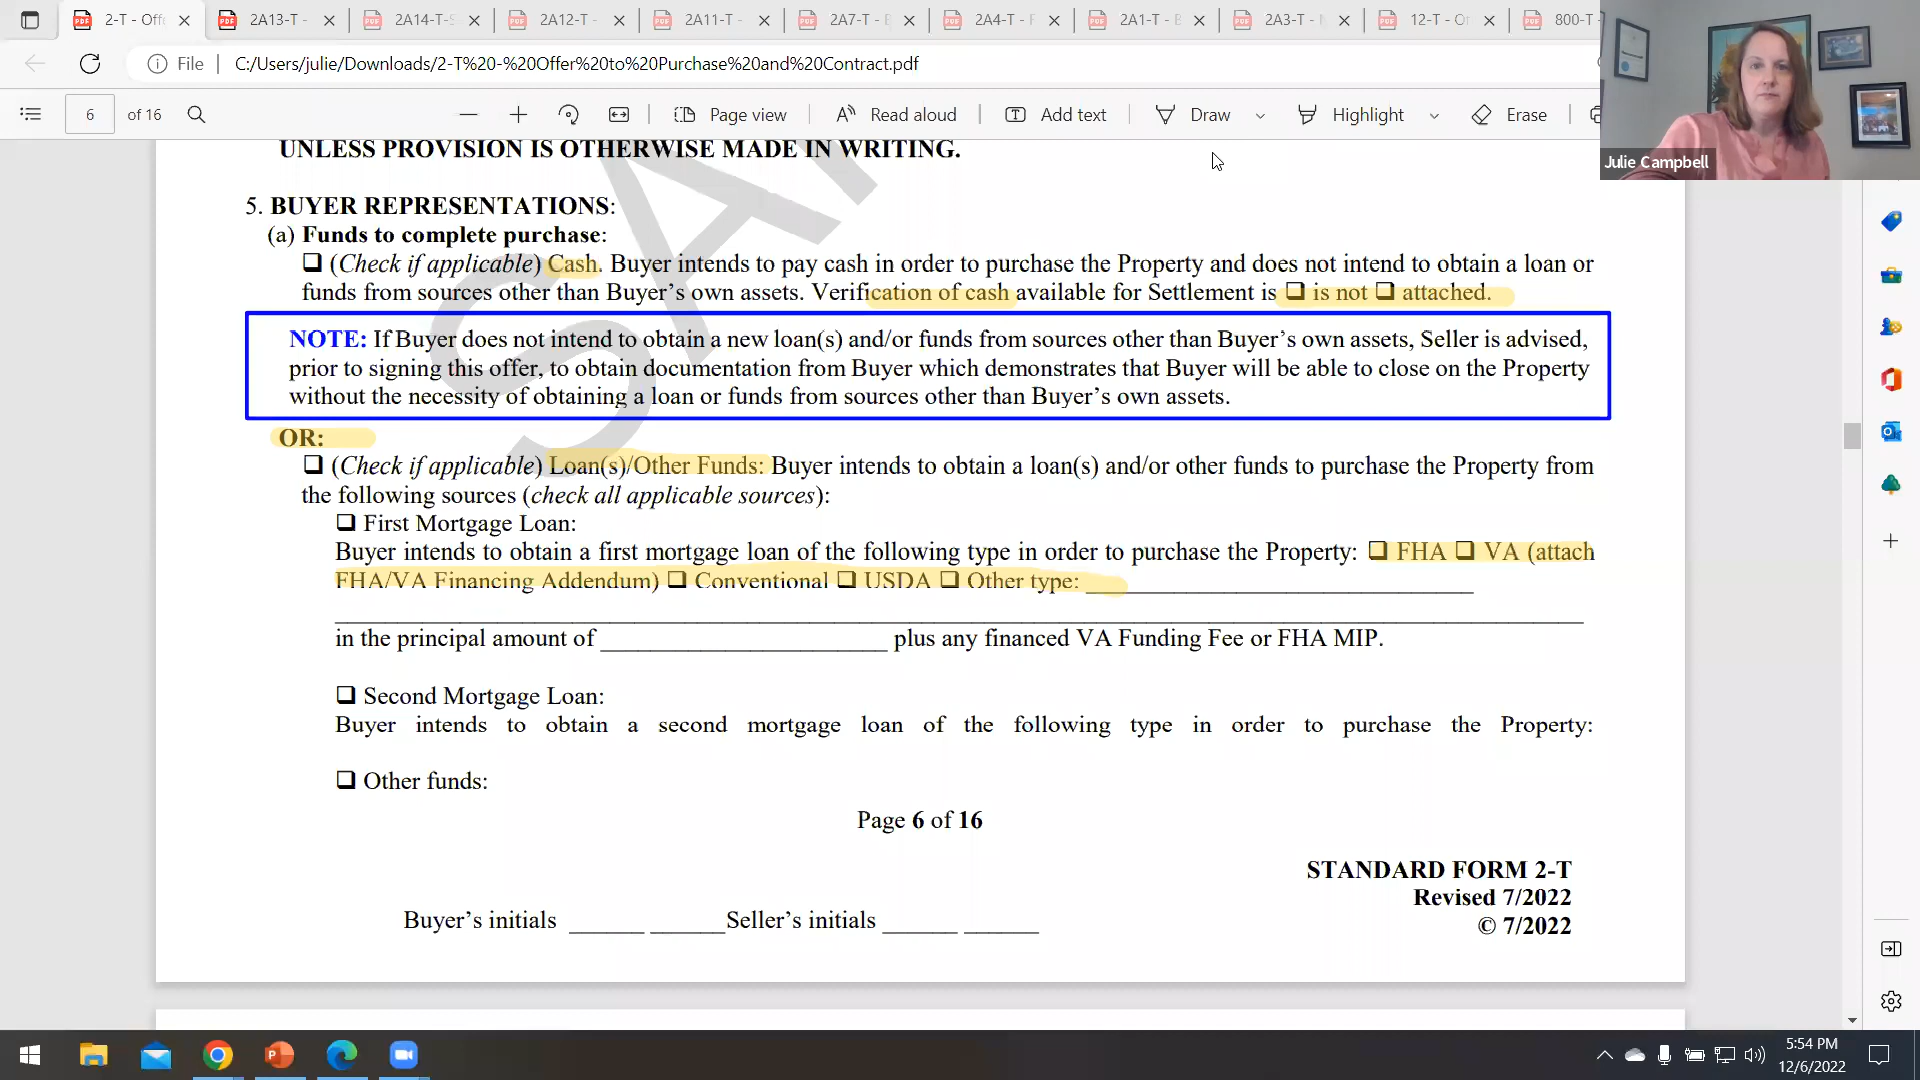 2-T - Off
2A13-T -
2A14-T-S
2A12-T -
2A11-T -
2A7-T - B
2A4-T - F
2A1-T - B
2A3-T -
12-T - O
800-T -
File
C:/Users/julie/Downloads/2-T%20-%20Offer%20to%20Purchase%20and%20Contract.pdf
6 of 16
Page view
Read aloud
Add text
Draw
Highlight
Erase
Julie Campbell
UNLESS PROVISION IS OTHERWISE MADE IN WRITING.
5. BUYER REPRESENTATIONS:
(a) Funds to complete purchase:
❑ (Check if applicable) Cash. Buyer intends to pay cash in order to purchase the Property and does not intend to obtain a loan or
funds from sources other than Buyer’s own assets. Verification of cash available for Settlement is ❑ is not ❑ attached.
NOTE: If Buyer does not intend to obtain a new loan(s) and/or funds from sources other than Buyer’s own assets, Seller is advised,
prior to signing this offer, to obtain documentation from Buyer which demonstrates that Buyer will be able to close on the Property
without the necessity of obtaining a loan or funds from sources other than Buyer’s own assets.
OR:
❑ (Check if applicable) Loan(s)/Other Funds: Buyer intends to obtain a loan(s) and/or other funds to purchase the Property from
the following sources (check all applicable sources):
❑ First Mortgage Loan:
Buyer intends to obtain a first mortgage loan of the following type in order to purchase the Property: ❑ FHA ❑ VA (attach
FHA/VA Financing Addendum) ❑ Conventional ❑ USDA ❑ Other type: ______________________________
in the principal amount of ______________________ plus any financed VA Funding Fee or FHA MIP.
❑ Second Mortgage Loan:
Buyer intends to obtain a second mortgage loan of the following type in order to purchase the Property:
❑ Other funds:
Page 6 of 16
STANDARD FORM 2-T
Revised 7/2022
© 7/2022
Buyer’s initials ______ ______ Seller’s initials ______ ______
5:54 PM
12/6/2022